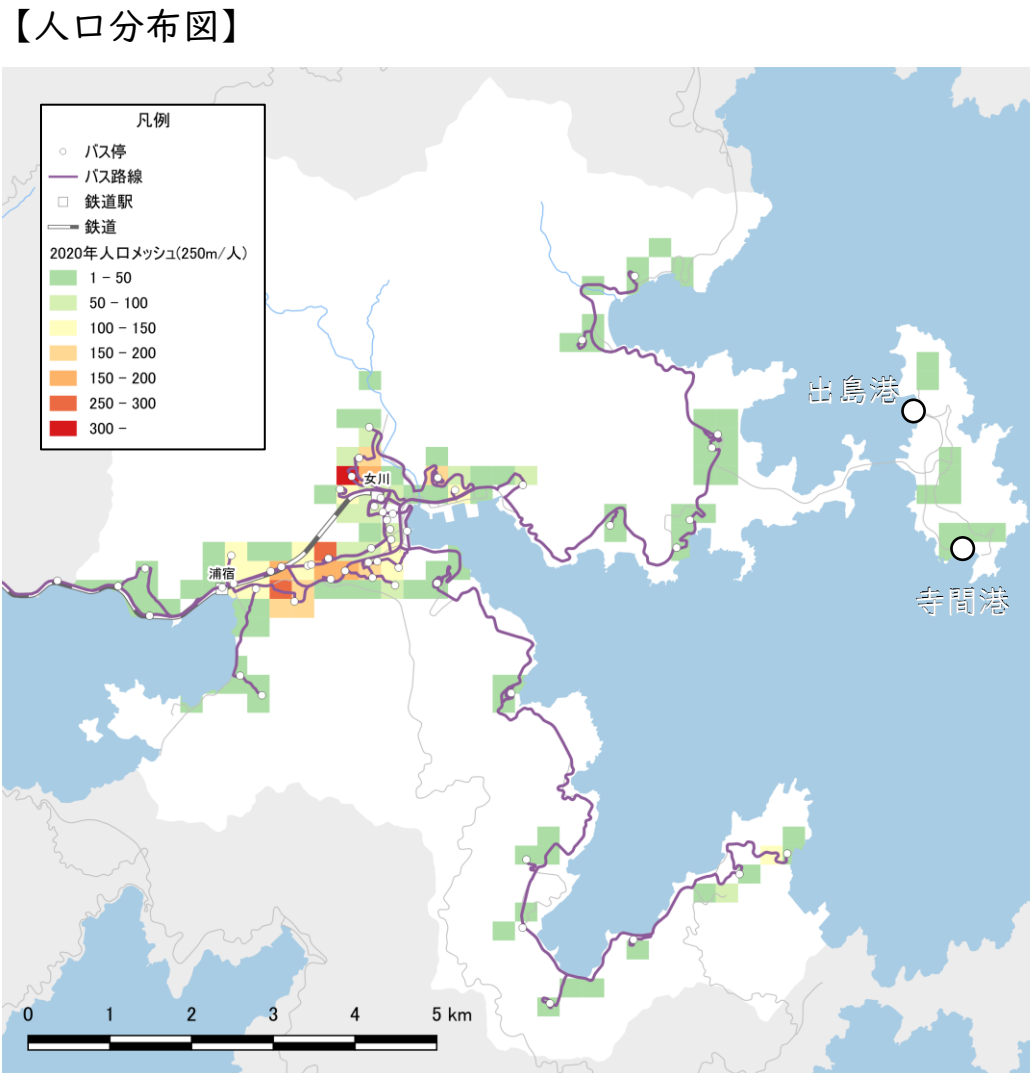 【人口分布図】
凡例
バス停
バス路線
鉄道駅
鉄道
2020年人口メッシュ(250m/人)
1 - 50
50 - 100
100 - 150
150 - 200
150 - 200
250 - 300
300 -
出島港
女川
浦宿
寺間港
0 1 2 3 4 5 km